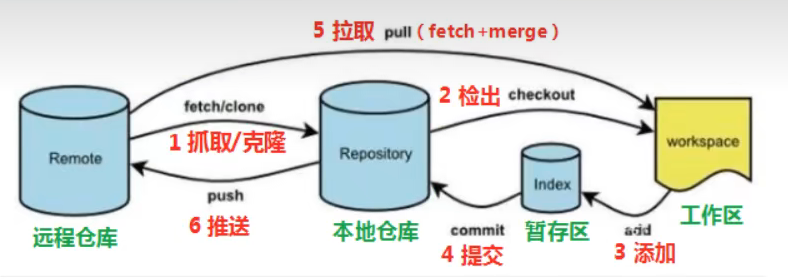 5 拉取 pull（fetch+merge）
fetch/clone
2 检出 checkout
1 抓取/克隆
Remote
Repository
workspace
Index
push
6 推送
commit
add
远程仓库
本地仓库
4 提交
暂存区
3 添加
工作区